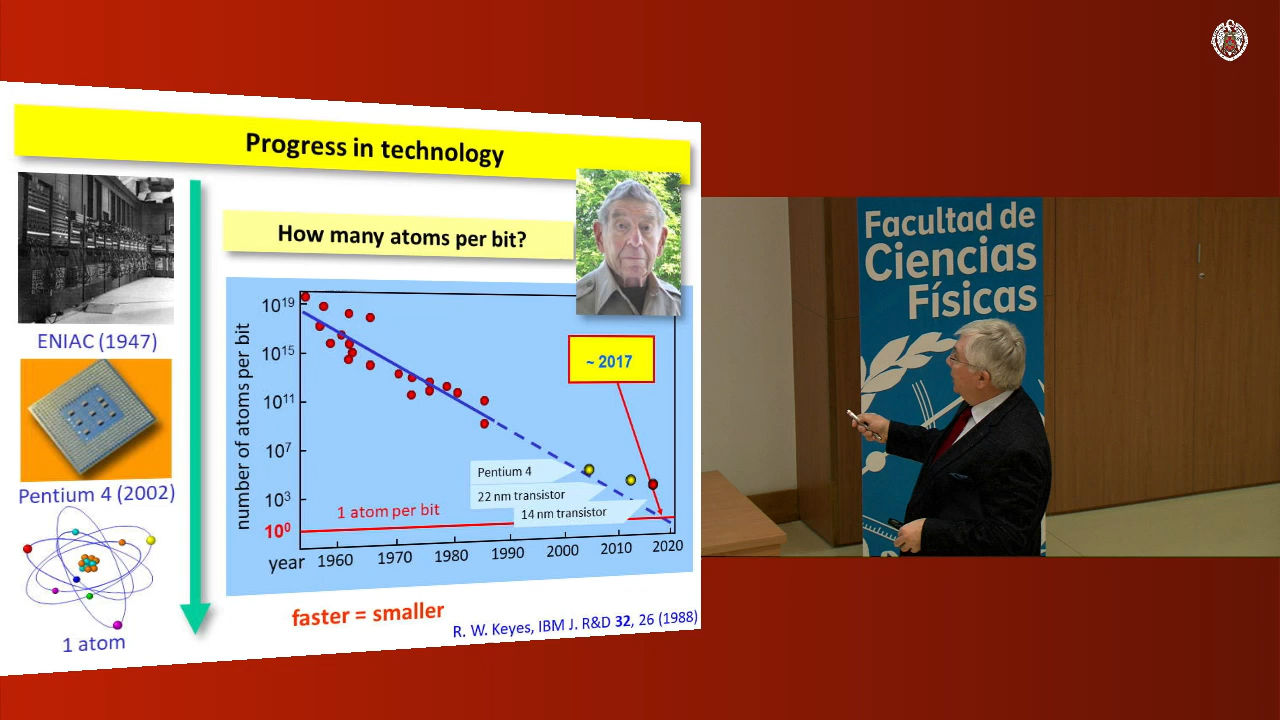 Progress in technology
How many atoms per bit?
ENIAC (1947)
Pentium 4 (2002)
1 atom
number of atoms per bit
10¹⁹
10¹⁵
10¹¹
10⁷
10³
10⁰
~ 2017
Pentium 4
22 nm transistor
14 nm transistor
1 atom per bit
year 1960 1970 1980 1990 2000 2010 2020
faster = smaller
R. W. Keyes, IBM J. R&D 32, 26 (1988)
Facultad de
Ciencias
Físicas